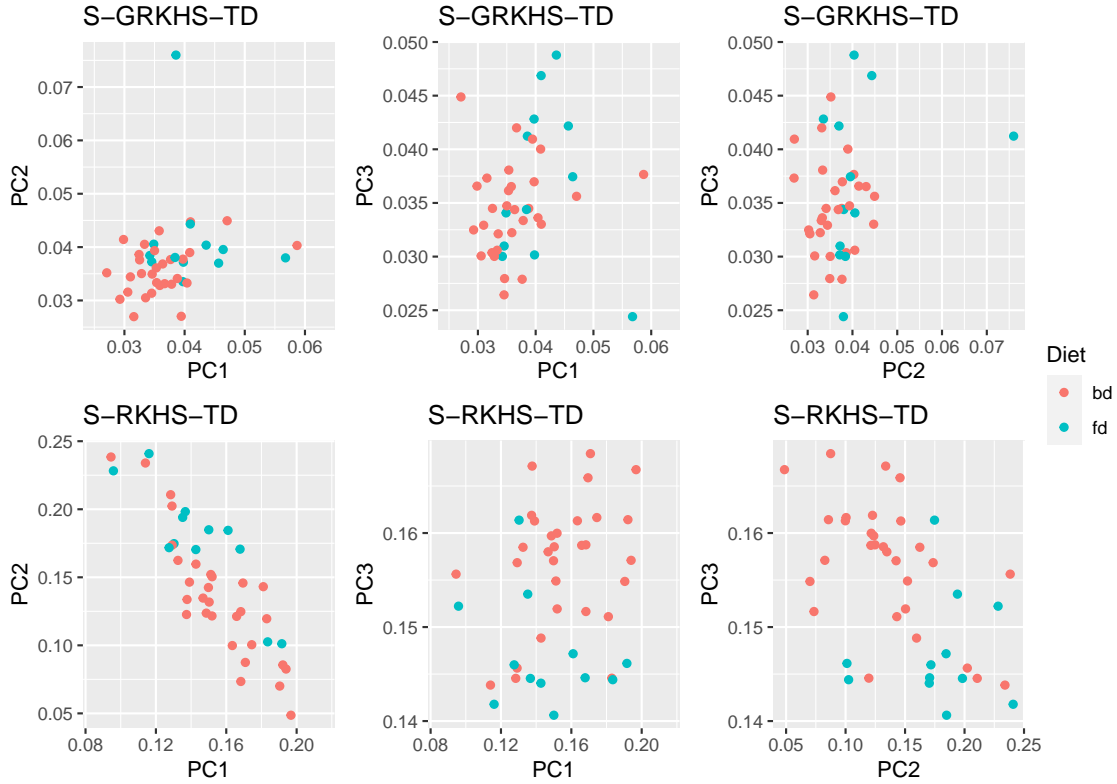 S−GRKHS−TD
S−GRKHS−TD
S−GRKHS−TD
0.07
0.06
0.05
0.04
0.03
PC2
0.03
0.04
0.05
0.06
PC1
0.050
0.045
0.040
0.035
0.030
0.025
PC3
0.03
0.04
0.05
0.06
PC1
0.050
0.045
0.040
0.035
0.030
0.025
PC3
0.03
0.04
0.05
0.06
0.07
PC2
Diet
bd
fd
S−RKHS−TD
S−RKHS−TD
S−RKHS−TD
0.25
0.20
0.15
0.10
0.05
PC2
0.08
0.12
0.16
0.20
PC1
0.16
0.15
0.14
PC3
0.08
0.12
0.16
0.20
PC1
0.16
0.15
0.14
PC3
0.05
0.10
0.15
0.20
0.25
PC2